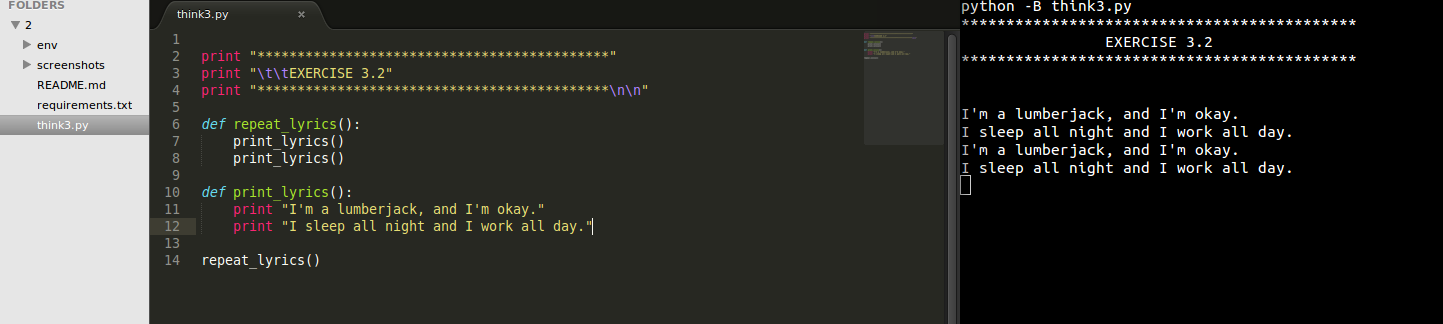 FOLDERS
2
env
screenshots
README.md
requirements.txt
think3.py
think3.py ×
1
2 print "********************************************"
3 print "\t\tEXERCISE 3.2"
4 print "********************************************\n\n"
5
6 def repeat_lyrics():
7     print_lyrics()
8     print_lyrics()
9
10 def print_lyrics():
11     print "I'm a lumberjack, and I'm okay."
12     print "I sleep all night and I work all day."
13
14 repeat_lyrics()
python -B think3.py
********************************************
                EXERCISE 3.2
********************************************
I'm a lumberjack, and I'm okay.
I sleep all night and I work all day.
I'm a lumberjack, and I'm okay.
I sleep all night and I work all day.